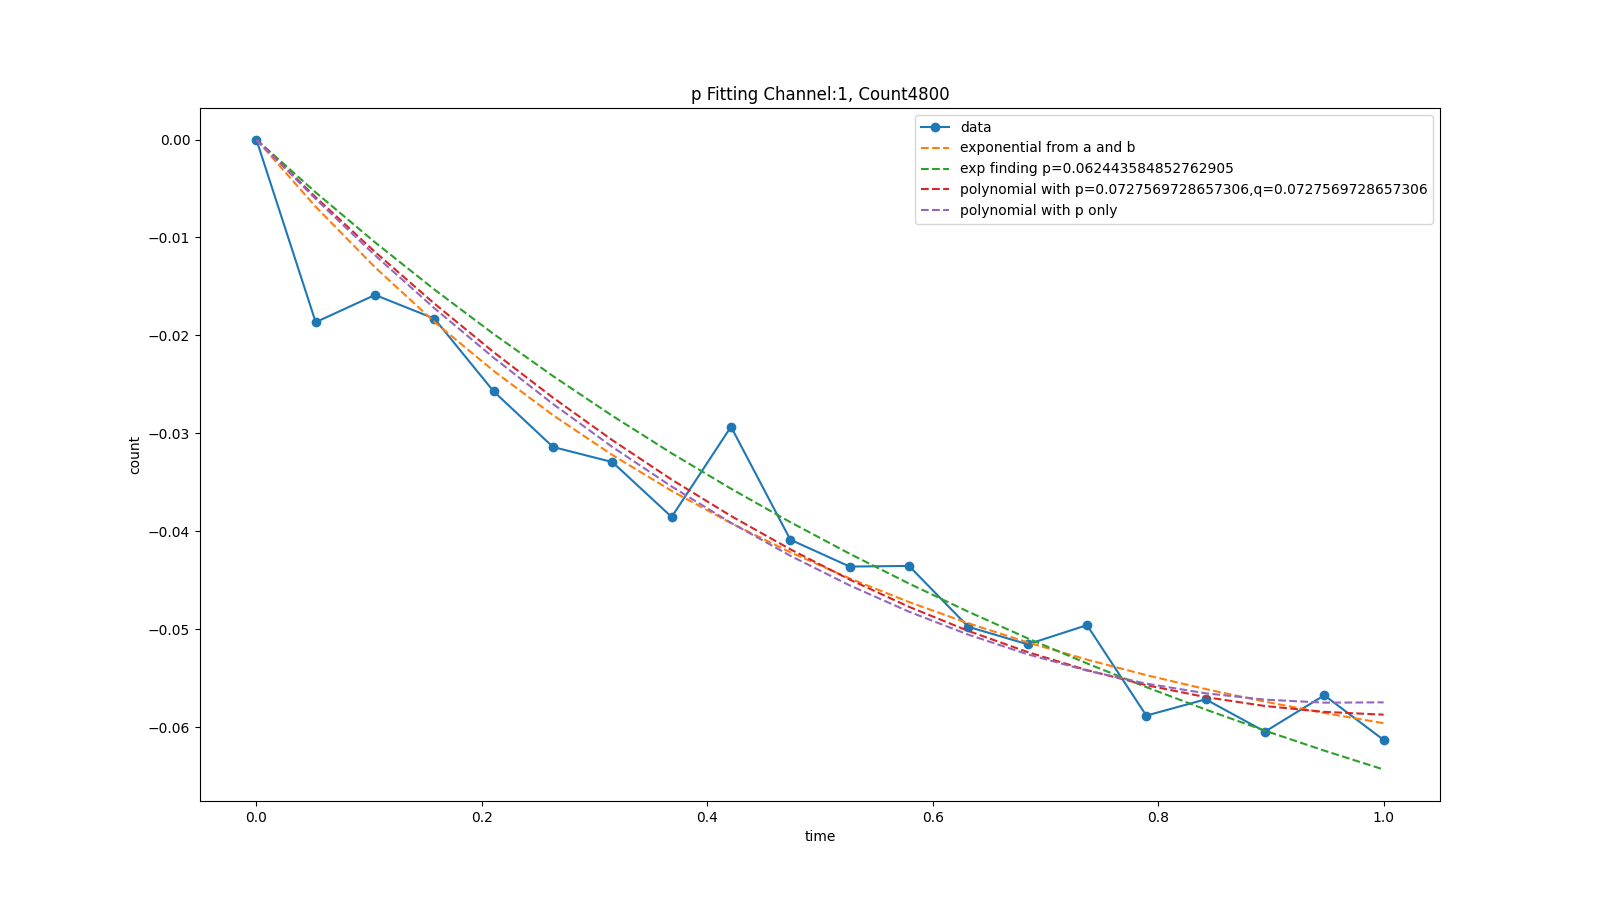 p Fitting Channel:1, Count4800
data
exponential from a and b
exp finding p=0.062443584852762905
polynomial with p=0.0727569728657306,q=0.0727569728657306
polynomial with p only
0.00
−0.01
−0.02
−0.03
−0.04
−0.05
−0.06
count
0.0 0.2 0.4 0.6 0.8 1.0
time